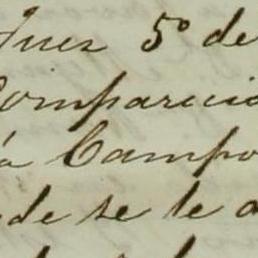 Juez 5º de
Comparecio
a Campo
de se le a